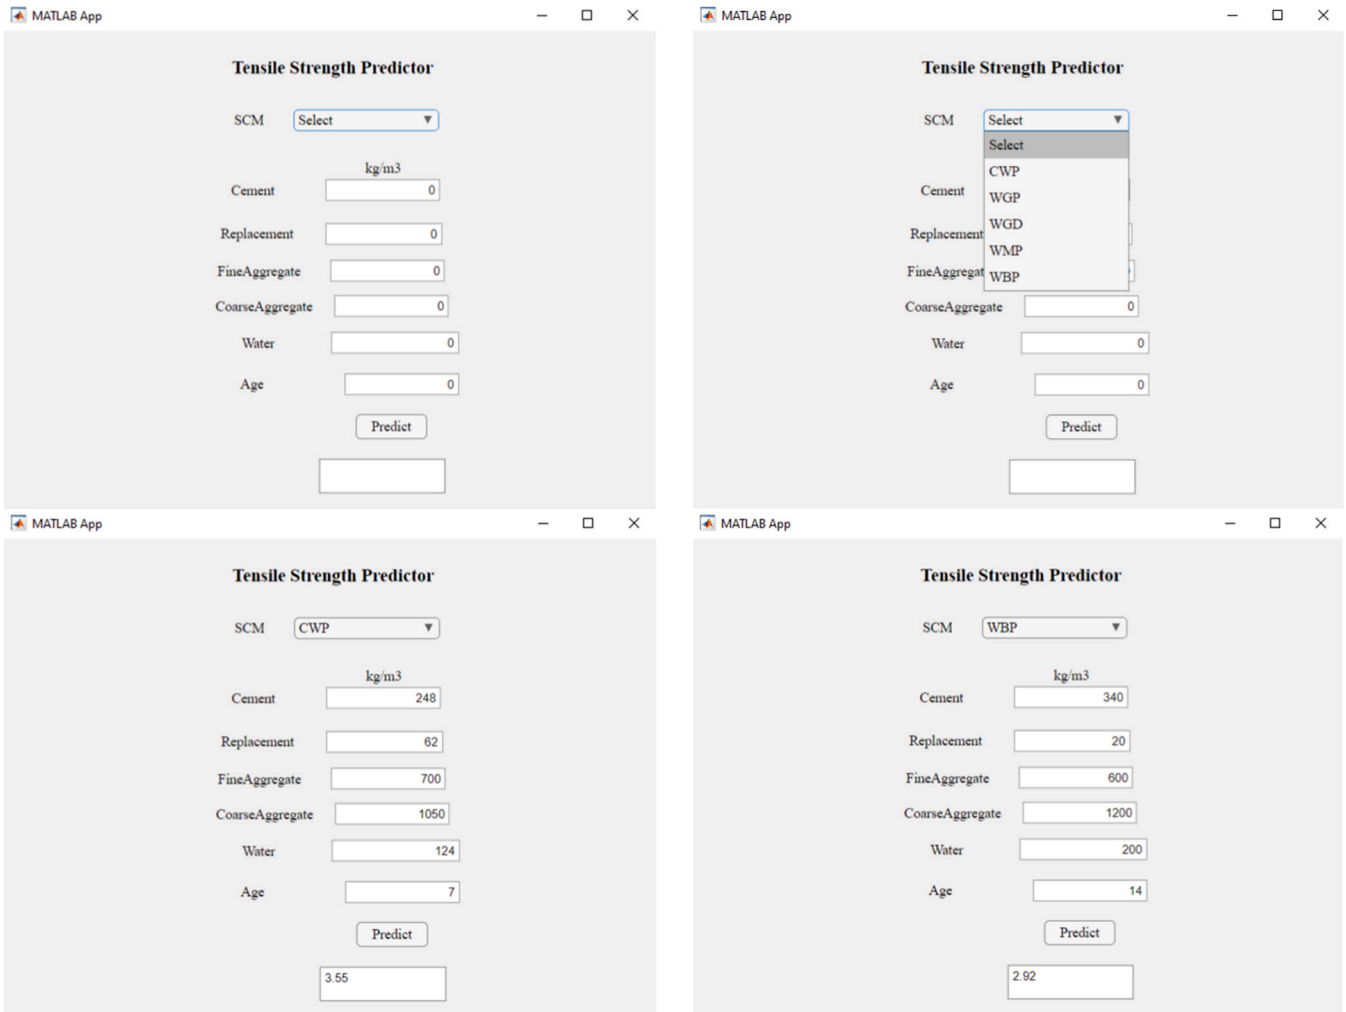 MATLAB App
Tensile Strength Predictor
SCM Select
kg/m3
Cement 0
Replacement 0
FineAggregate 0
CoarseAggregate 0
Water 0
Age 0
Predict
MATLAB App
Tensile Strength Predictor
SCM Select
Select
CWP
Cement
WGP
WGD
Replacement
WMP
FineAggregat
WBP
CoarseAggregate 0
Water 0
Age 0
Predict
MATLAB App
Tensile Strength Predictor
SCM CWP
kg/m3
Cement 248
Replacement 62
FineAggregate 700
CoarseAggregate 1050
Water 124
Age 7
Predict
3.55
MATLAB App
Tensile Strength Predictor
SCM WBP
kg/m3
Cement 340
Replacement 20
FineAggregate 600
CoarseAggregate 1200
Water 200
Age 14
Predict
2.92